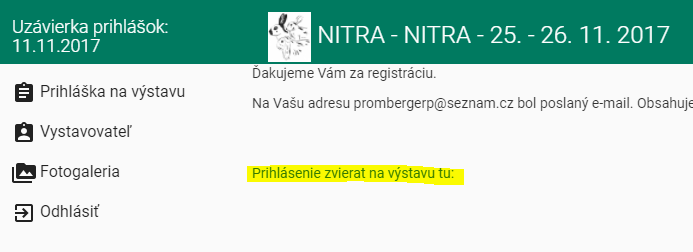 Uzávierka prihlášok:
11.11.2017
NITRA - NITRA - 25. - 26. 11. 2017
Prihláška na výstavu
Vystavovateľ
Fotogaleria
Odhlásiť
Ďakujeme Vám za registráciu.
Na Vašu adresu prombergerp@seznam.cz bol poslaný e-mail. Obsahuje
Prihlásenie zvierat na výstavu tu: